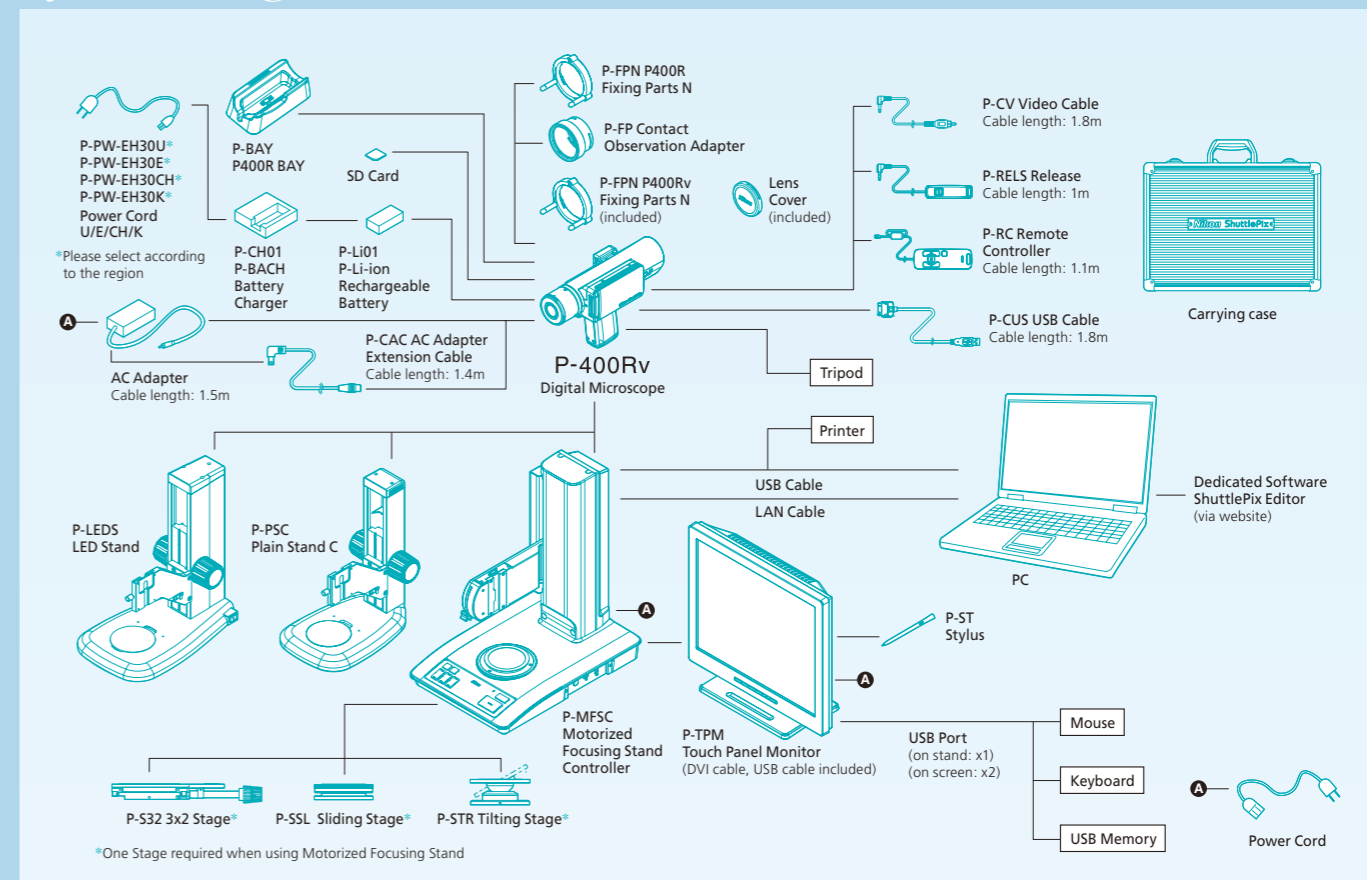 P-PW-EH30U*
P-PW-EH30E*
P-PW-EH30CH*
P-PW-EH30K*
Power Cord
U/E/CH/K
*Please select according
to the region
P-BAY
P400R BAY
SD Card
P-CH01
P-BACH
Battery
Charger
P-Li01
P-Li-ion
Rechargeable
Battery
P-FPN P400R
Fixing Parts N
P-FP Contact
Observation Adapter
P-FPN P400Rv
Fixing Parts N
(included)
Nikon
Lens
Cover
(included)
P-CV Video Cable
Cable length: 1.8m
P-RELS Release
Cable length: 1m
P-RC Remote
Controller
Cable length: 1.1m
P-CUS USB Cable
Cable length: 1.8m
Nikon ShuttlePix
Carrying case
A
AC Adapter
Cable length: 1.5m
P-CAC AC Adapter
Extension Cable
Cable length: 1.4m
P-400Rv
Digital Microscope
Tripod
Printer
USB Cable
LAN Cable
PC
Dedicated Software
ShuttlePix Editor
(via website)
P-LEDS
LED Stand
P-PSC
Plain Stand C
A
P-MFSC
Motorized
Focusing Stand
Controller
P-ST
Stylus
A
P-TPM
Touch Panel Monitor
(DVI cable, USB cable included)
USB Port
(on stand: x1)
(on screen: x2)
Mouse
Keyboard
USB Memory
A
Power Cord
P-S32 3x2 Stage*
P-SSL Sliding Stage*
P-STR Tilting Stage*
*One Stage required when using Motorized Focusing Stand